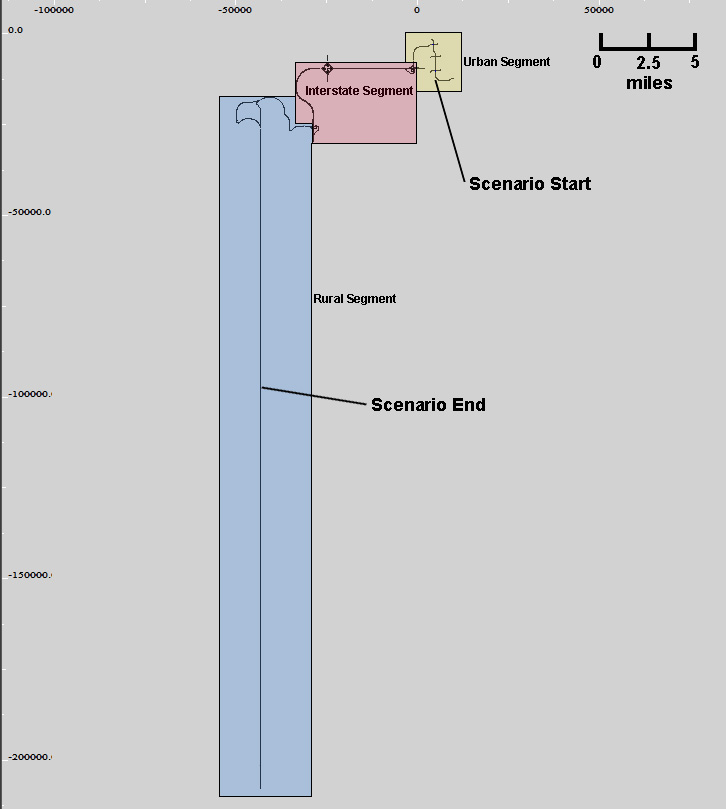 -100000 -50000 0 50000
0.0
Urban Segment
0 2.5 5
miles
Interstate Segment
Scenario Start
-50000.0
Rural Segment
-100000.
Scenario End
-150000.
-200000.